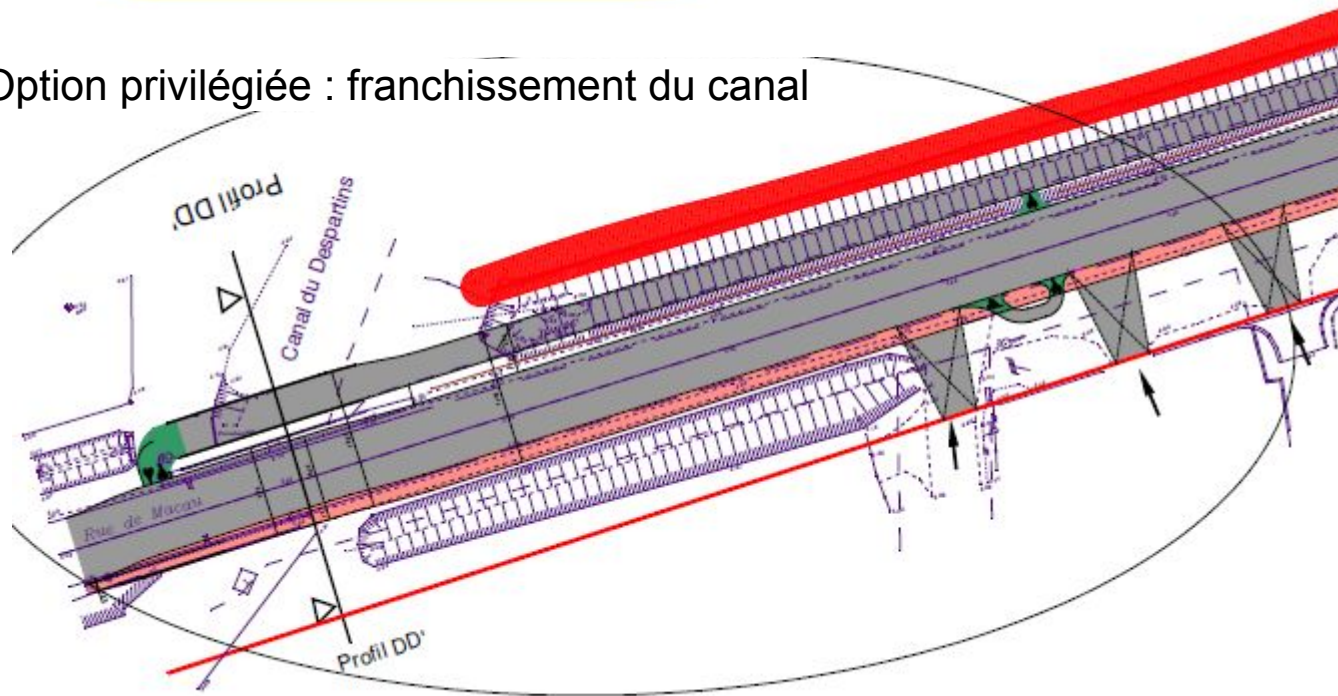 Option privilégiée : franchissement du canal
Profil DD'
Canal du Despartins
Rue de Macau
Profil DD'